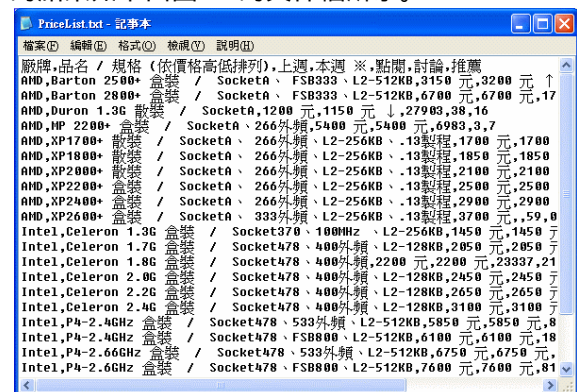 PriceList.txt - 記事本
檔案(F) 編輯(E) 格式(O) 檢視(V) 說明(H)
廠牌,品名 / 規格 (依價格高低排列),上週,本週 ※,點閱,討論,推薦
AMD,Barton 2500+ 盒裝 / SocketA、 FSB333、L2-512KB,3150 元,3200 元 ↑
AMD,Barton 2800+ 盒裝 / SocketA、 FSB333、L2-512KB,6700 元,6700 元,17
AMD,Duron 1.3G 散裝 / SocketA,1200 元,1150 元 ↓,27903,38,16
AMD,MP 2200+ 盒裝 / SocketA、266外頻,5400 元,5400 元,6983,3,7
AMD,XP1700+ 散裝 / SocketA、 266外頻、L2-256KB、.13製程,1700 元,1700
AMD,XP1800+ 散裝 / SocketA、 266外頻、L2-256KB、.13製程,1850 元,1850
AMD,XP2000+ 散裝 / SocketA、 266外頻、L2-256KB、.13製程,2100 元,2100
AMD,XP2200+ 盒裝 / SocketA、 266外頻、L2-256KB、.13製程,2500 元,2500
AMD,XP2400+ 盒裝 / SocketA、 266外頻、L2-256KB、.13製程,2900 元,2900
AMD,XP2600+ 盒裝 / SocketA、 333外頻、L2-256KB、.13製程,3700 元,,59,0
Intel,Celeron 1.3G 盒裝 / Socket370、100MHz 、L2-256KB,1450 元,1450
Intel,Celeron 1.7G 盒裝 / Socket478、400外頻、L2-128KB,2050 元,2050
Intel,Celeron 1.8G 盒裝 / Socket478、400外頻,2200 元,2200 元,23337,21
Intel,Celeron 2.0G 盒裝 / Socket478、400外頻、L2-128KB,2450 元,2450
Intel,Celeron 2.2G 盒裝 / Socket478、400外頻、L2-128KB,2650 元,2650
Intel,Celeron 2.4G 盒裝 / Socket478、400外頻、L2-128KB,3100 元,3100
Intel,P4-2.4GHz 盒裝 / Socket478、533外頻、L2-512KB,5850 元,5850 元,8
Intel,P4-2.4GHz 盒裝 / Socket478、FSB800、L2-512KB,6100 元,6100 元,18
Intel,P4-2.66GHz 盒裝 / Socket478、533外頻、L2-512KB,6750 元,6750 元,
Intel,P4-2.6GHz 盒裝 / Socket478、FSB800、L2-512KB,7600 元,7600 元,81